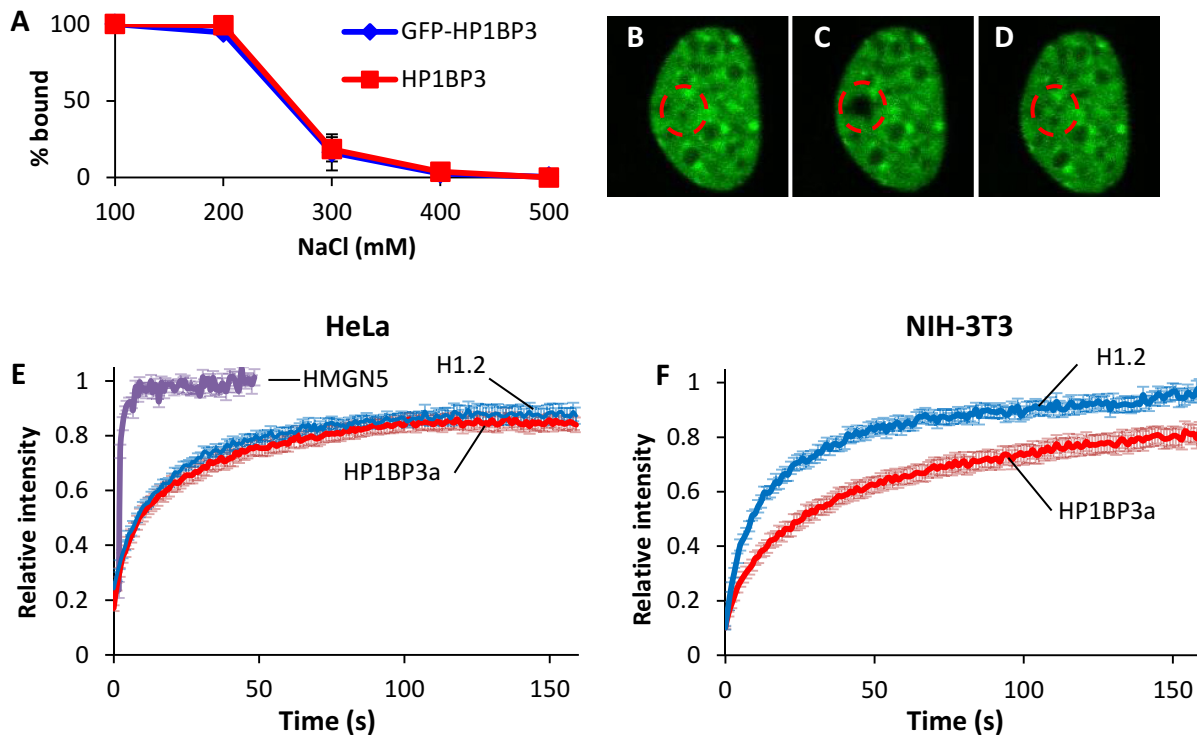 A
100
50
0
% bound
GFP-HP1BP3
HP1BP3
100 200 300 400 500
NaCl (mM)
B
C
D
HeLa
E
1
0.8
0.6
0.4
0.2
0
Relative intensity
HMGN5
H1.2
HP1BP3a
0 50 100 150
Time (s)
NIH-3T3
F
1
0.8
0.6
0.4
0.2
0
Relative intensity
H1.2
HP1BP3a
0 50 100 150
Time (s)